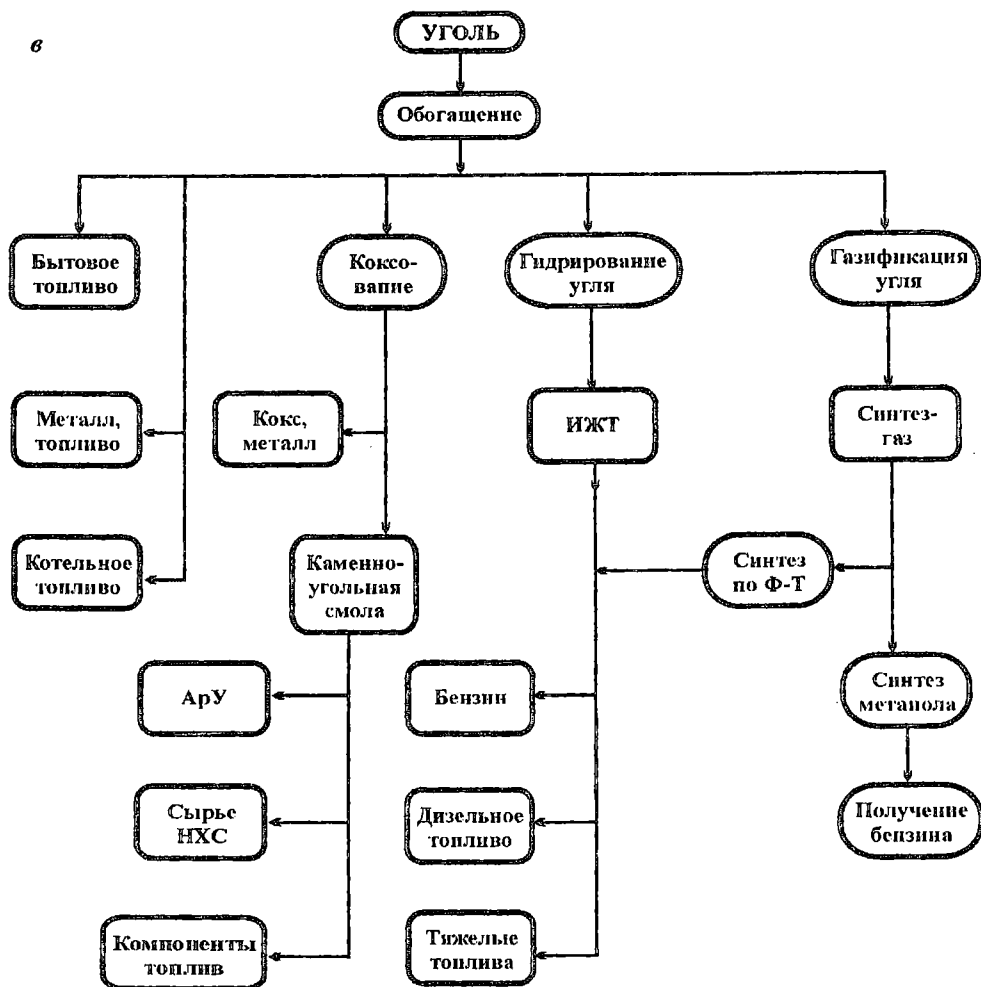 в
УГОЛЬ
Обогащение
Бытовое
топливо
Коксо-
вание
Гидрирование
угля
Газификация
угля
Металл,
топливо
Кокс,
металл
ИЖТ
Синтез-
газ
Котельное
топливо
Каменно-
угольная
смола
Синтез
по Ф-Т
АрУ
Бензин
Синтез
метанола
Сырье
НХС
Дизельное
топливо
Получение
бензина
Компоненты
топлив
Тяжелые
топлива